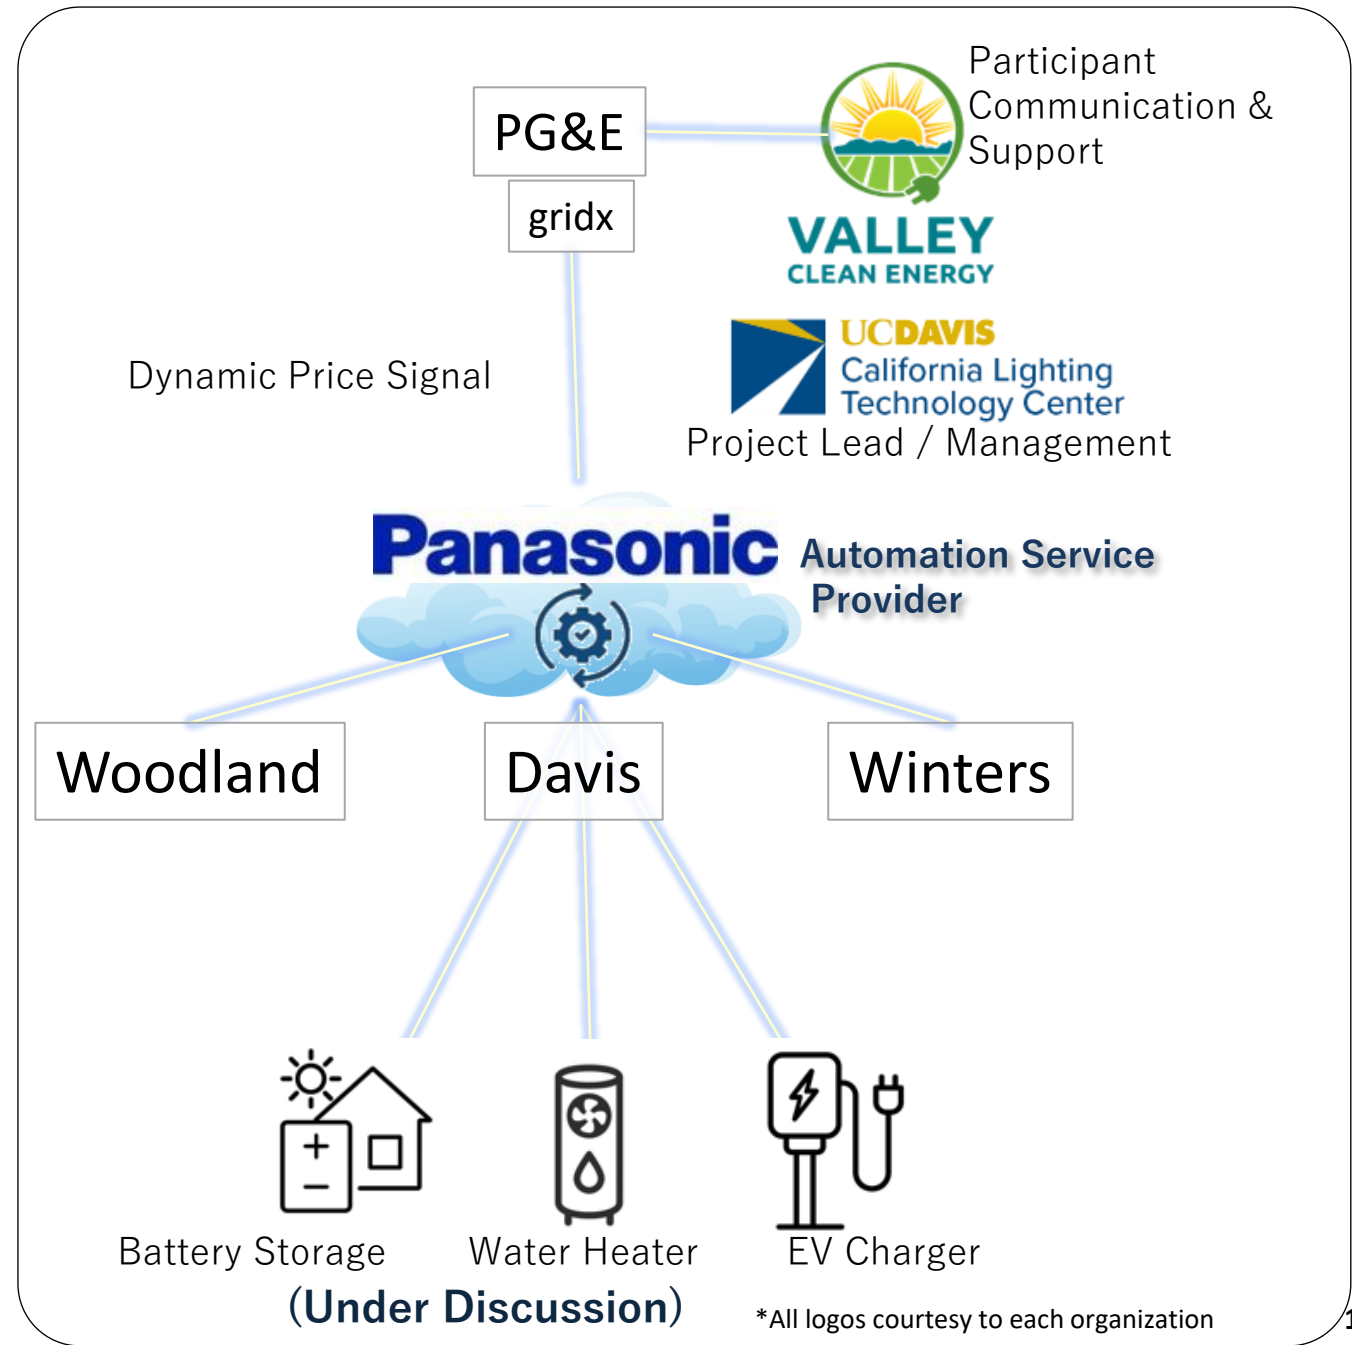 PG&E
gridx
Participant
Communication &
Support
VALLEY
CLEAN ENERGY
Dynamic Price Signal
UCDAVIS
California Lighting
Technology Center
Project Lead / Management
Panasonic
Automation Service
Provider
Woodland
Davis
Winters
+
−
Battery Storage
Water Heater
EV Charger
(Under Discussion)
*All logos courtesy to each organization
1